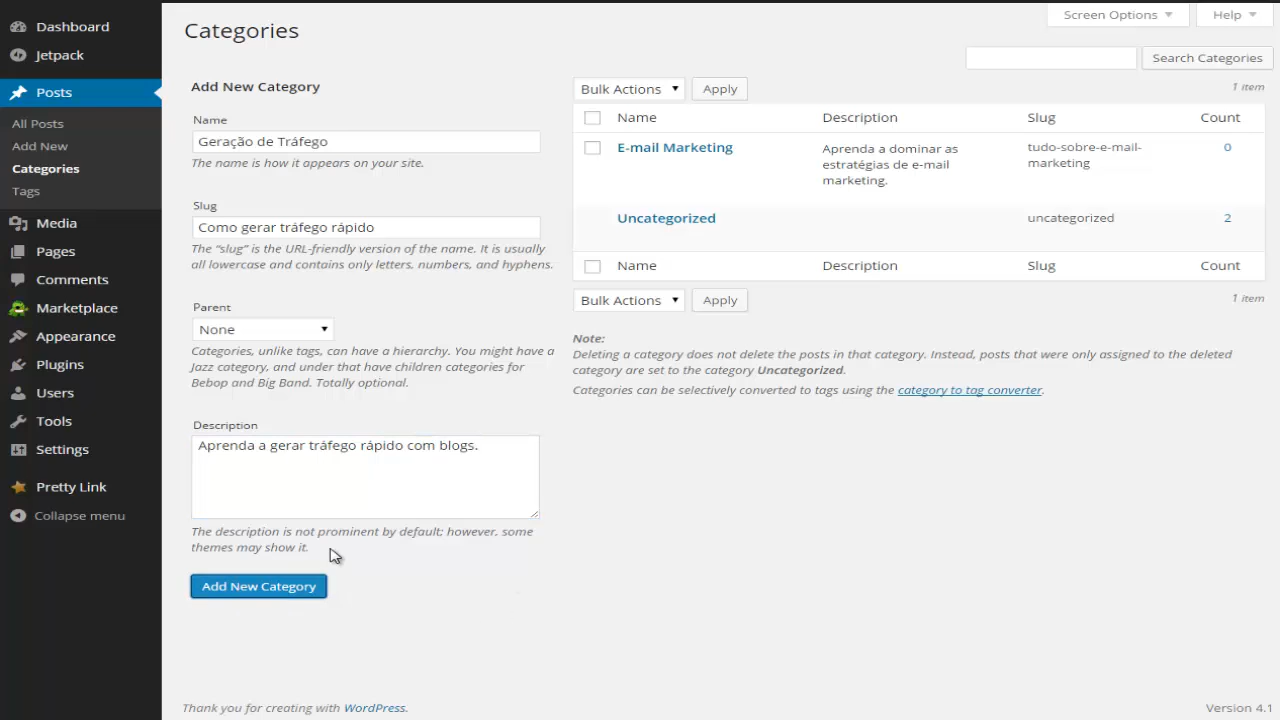 Dashboard
Jetpack
Posts
All Posts
Add New
Categories
Tags
Media
Pages
Comments
Marketplace
Appearance
Plugins
Users
Tools
Settings
Pretty Link
Collapse menu
Categories
Screen Options
Help
Search Categories
Add New Category
Name
Geração de Tráfego
The name is how it appears on your site.
Slug
Como gerar tráfego rápido
The “slug” is the URL-friendly version of the name. It is usually
all lowercase and contains only letters, numbers, and hyphens.
Parent
None
Categories, unlike tags, can have a hierarchy. You might have a
Jazz category, and under that have children categories for
Bebop and Big Band. Totally optional.
Description
Aprenda a gerar tráfego rápido com blogs.
The description is not prominent by default; however, some
themes may show it.
Add New Category
Bulk Actions Apply 1 item
Name Description Slug Count
E-mail Marketing Aprenda a dominar as tudo-sobre-e-mail- 0
estratégias de e-mail marketing
marketing.
Uncategorized uncategorized 2
Name Description Slug Count
Bulk Actions Apply 1 item
Note:
Deleting a category does not delete the posts in that category. Instead, posts that were only assigned to the deleted
category are set to the category Uncategorized.
Categories can be selectively converted to tags using the category to tag converter.
Thank you for creating with WordPress.
Version 4.1